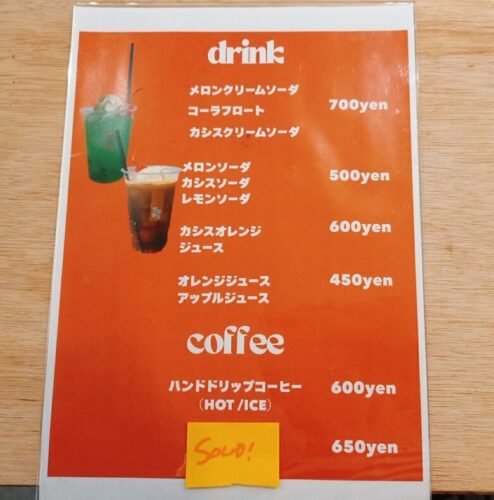 drink
メロンクリームソーダ
コーラフロート
カシスクリームソーダ
700yen
メロンソーダ
カシスソーダ
レモンソーダ
500yen
カシスオレンジ
ジュース
600yen
オレンジジュース
アップルジュース
450yen
coffee
ハンドドリップコーヒー
（HOT /ICE）
600yen
SOLD!
650yen